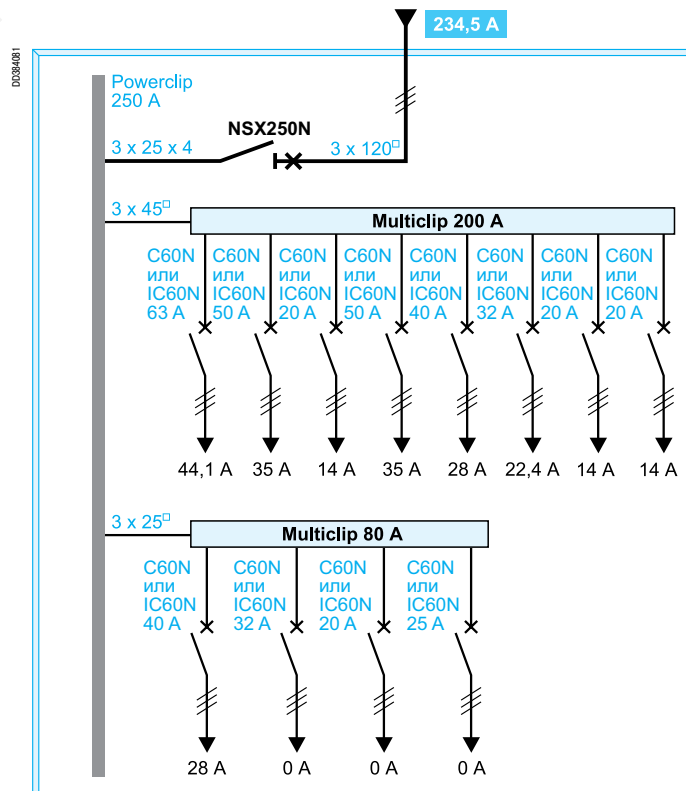 DD384081
234,5 A
Powerclip
250 A
NSX250N
3 x 25 x 4
3 x 120□
3 x 45□
Multiclip 200 A
C60N C60N C60N C60N C60N C60N C60N C60N
или или или или или или или или
IC60N IC60N IC60N IC60N IC60N IC60N IC60N IC60N
63 A 50 A 20 A 50 A 40 A 32 A 20 A 20 A
44,1 A 35 A 14 A 35 A 28 A 22,4 A 14 A 14 A
3 x 25□
Multiclip 80 A
C60N C60N C60N C60N
или или или или
IC60N IC60N IC60N IC60N
40 A 32 A 20 A 25 A
28 A 0 A 0 A 0 A